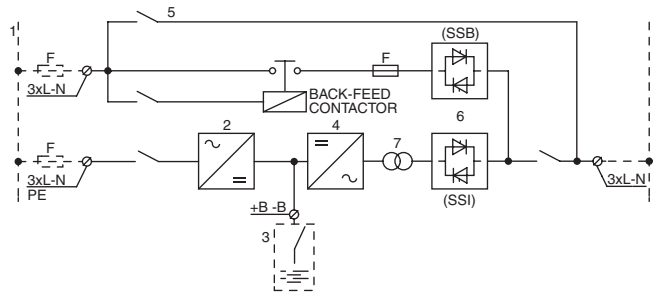 5
1
F
F
(SSB)
3xL-N
BACK-FEED
CONTACTOR
6
2
4
7
F
3xL-N
PE
(SSI)
3xL-N
+B -B
3